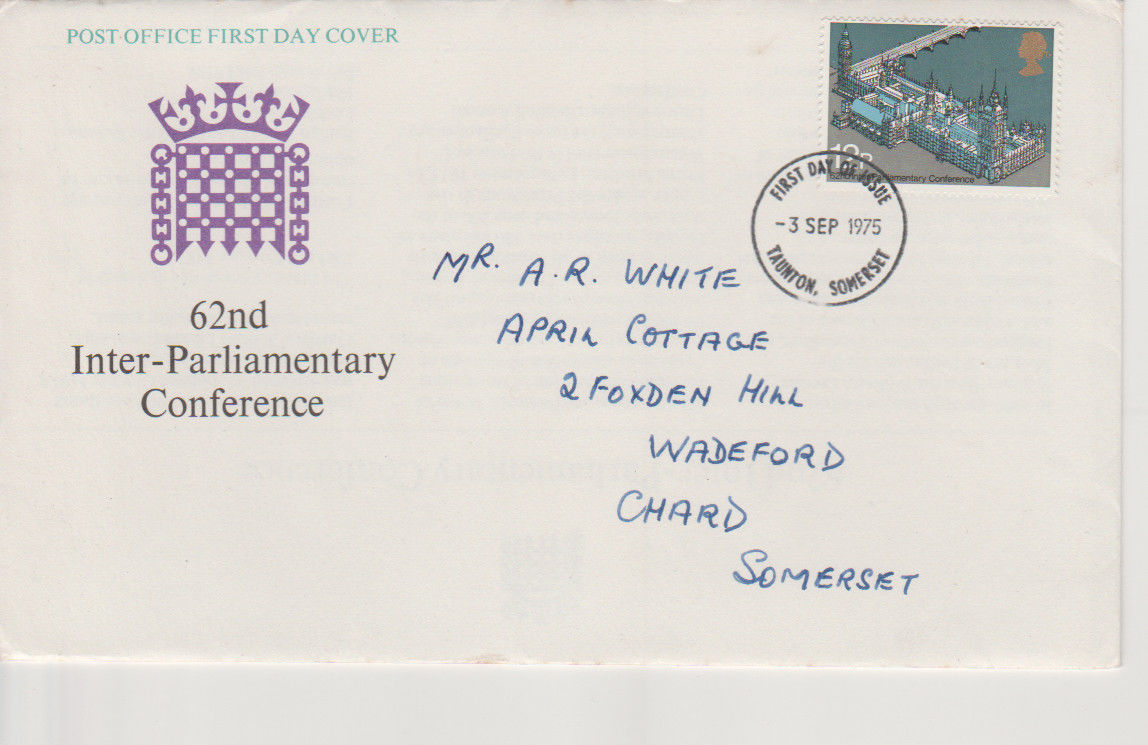 POST OFFICE FIRST DAY COVER
62nd
Inter-Parliamentary
Conference
12p
62nd Inter-Parliamentary Conference
FIRST DAY OF ISSUE
-3 SEP 1975
TAUNTON, SOMERSET
MR. A.R. WHITE
APRIL COTTAGE
2 FOXDEN HILL
WADEFORD
CHARD
SOMERSET